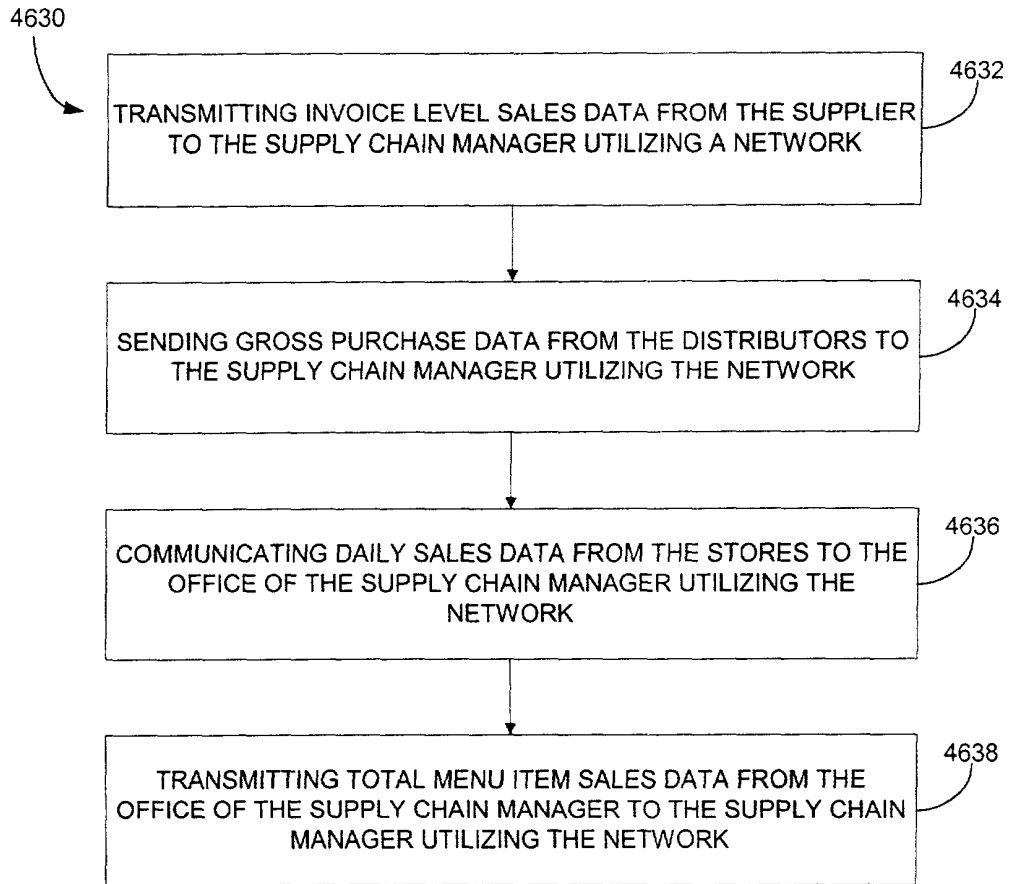 4630
4632
TRANSMITTING INVOICE LEVEL SALES DATA FROM THE SUPPLIER
TO THE SUPPLY CHAIN MANAGER UTILIZING A NETWORK
4634
SENDING GROSS PURCHASE DATA FROM THE DISTRIBUTORS TO
THE SUPPLY CHAIN MANAGER UTILIZING THE NETWORK
4636
COMMUNICATING DAILY SALES DATA FROM THE STORES TO THE
OFFICE OF THE SUPPLY CHAIN MANAGER UTILIZING THE
NETWORK
4638
TRANSMITTING TOTAL MENU ITEM SALES DATA FROM THE
OFFICE OF THE SUPPLY CHAIN MANAGER TO THE SUPPLY CHAIN
MANAGER UTILIZING THE NETWORK